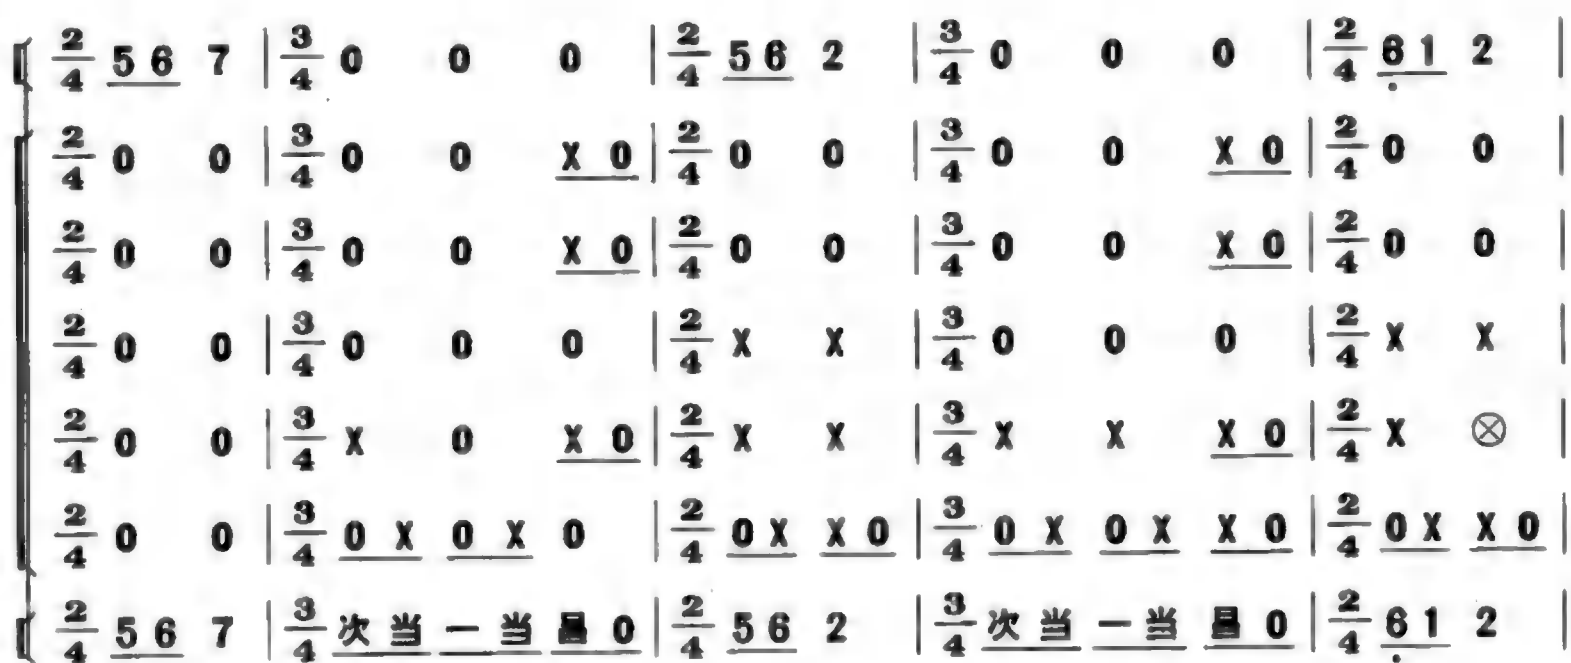 2/4 5 6 7 | 3/4 0 0 0 | 2/4 5 6 2 | 3/4 0 0 0 | 2/4 6̣ 1 2 |
2/4 0 0 | 3/4 0 0 X 0 | 2/4 0 0 | 3/4 0 0 X 0 | 2/4 0 0 |
2/4 0 0 | 3/4 0 0 X 0 | 2/4 0 0 | 3/4 0 0 X 0 | 2/4 0 0 |
2/4 0 0 | 3/4 0 0 0 | 2/4 X X | 3/4 0 0 0 | 2/4 X X |
2/4 0 0 | 3/4 X 0 X 0 | 2/4 X X | 3/4 X X X 0 | 2/4 X ⊗ |
2/4 0 0 | 3/4 0 X 0 X 0 | 2/4 0 X X 0 | 3/4 0 X 0 X X 0 | 2/4 0 X X 0 |
2/4 5 6 7 | 3/4 次 当 一 当 昌 0 | 2/4 5 6 2 | 3/4 次 当 一 当 昌 0 | 2/4 6̣ 1 2 |